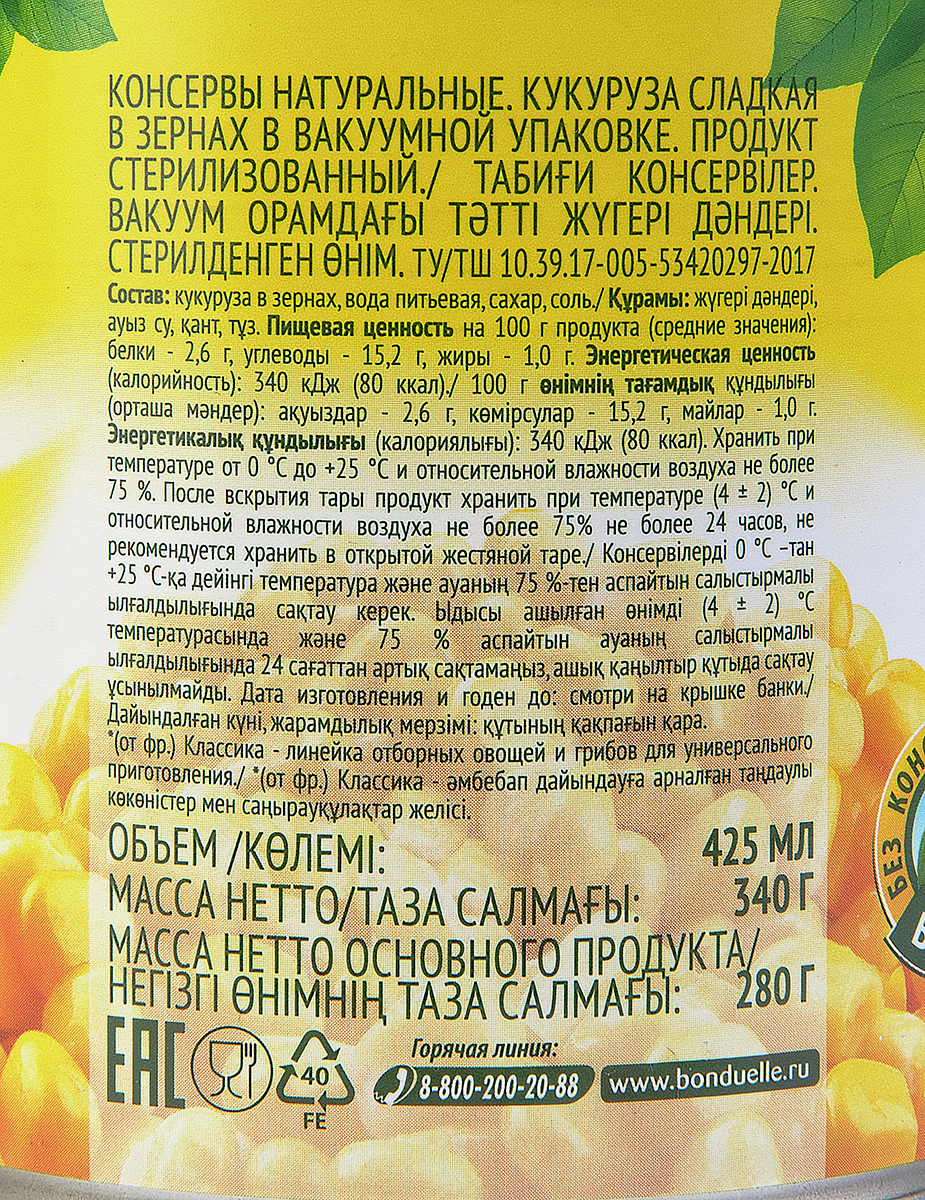 КОНСЕРВЫ НАТУРАЛЬНЫЕ. КУКУРУЗА СЛАДКАЯ
В ЗЕРНАХ В ВАКУУМНОЙ УПАКОВКЕ. ПРОДУКТ
СТЕРИЛИЗОВАННЫЙ./ ТАБИҒИ КОНСЕРВІЛЕР.
ВАКУУМ ОРАМДАҒЫ ТӘТТІ ЖҮГЕРІ ДӘНДЕРІ.
СТЕРИЛДЕНГЕН ӨНІМ. ТУ/ТШ 10.39.17-005-53420297-2017
Состав: кукуруза в зернах, вода питьевая, сахар, соль./ Құрамы: жүгері дәндері,
ауыз су, қант, тұз. Пищевая ценность на 100 г продукта (средние значения):
белки - 2,6 г, углеводы - 15,2 г, жиры - 1,0 г. Энергетическая ценность
(калорийность): 340 кДж (80 ккал)./ 100 г өнімнің тағамдық құндылығы
(орташа мәндер): ақуыздар - 2,6 г, көмірсулар - 15,2 г, майлар - 1,0 г.
Энергетикалық құндылығы (калориялығы): 340 кДж (80 ккал). Хранить при
температуре от 0 °С до +25 °С и относительной влажности воздуха не более
75 %. После вскрытия тары продукт хранить при температуре (4 ± 2) °С и
относительной влажности воздуха не более 75% не более 24 часов, не
рекомендуется хранить в открытой жестяной таре./ Консервілерді 0 °С –тан
+25 °С-қа дейінгі температура және ауаның 75 %-тен аспайтын салыстырмалы
ылғалдылығында сақтау керек. Ыдысы ашылған өнімді (4 ± 2) °С
температурасында және 75 % аспайтын ауаның салыстырмалы
ылғалдылығында 24 сағаттан артық сақтамаңыз, ашық қаңылтыр құтыда сақтау
ұсынылмайды. Дата изготовления и годен до: смотри на крышке банки./
Дайындалған күні, жарамдылық мерзімі: құтының қақпағын қара.
*(от фр.) Классика - линейка отборных овощей и грибов для универсального
приготовления./ *(от фр.) Классика - әмбебап дайындауға арналған таңдаулы
көкөністер мен саңырауқұлақтар желісі.
ОБЪЕМ /КӨЛЕМІ: 425 МЛ
МАССА НЕТТО/ТАЗА САЛМАҒЫ: 340 Г
МАССА НЕТТО ОСНОВНОГО ПРОДУКТА/
НЕГІЗГІ ӨНІМНІҢ ТАЗА САЛМАҒЫ: 280 Г
ЕАС
40
FE
Горячая линия:
8-800-200-20-88
www.bonduelle.ru
БЕЗ